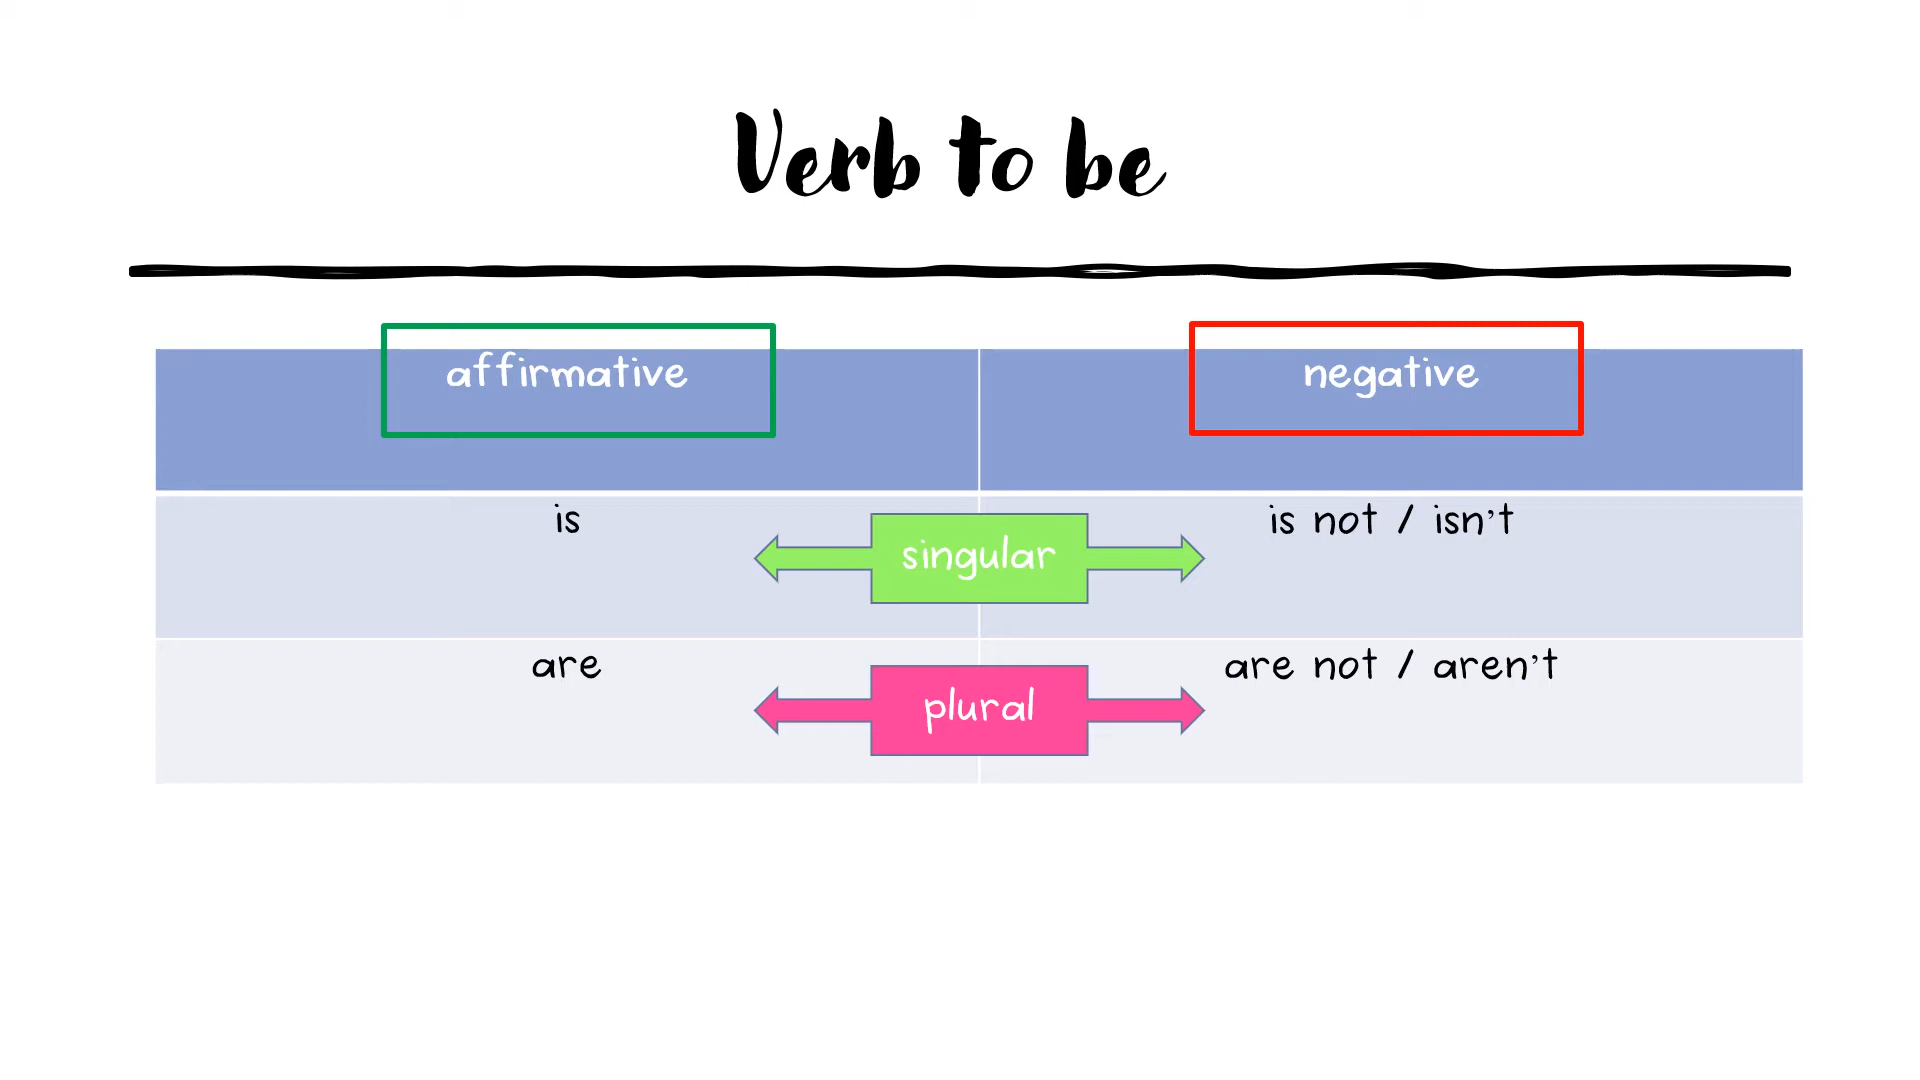 Verb to be
affirmative
negative
is
singular
is not / isn't
are
plural
are not / aren't